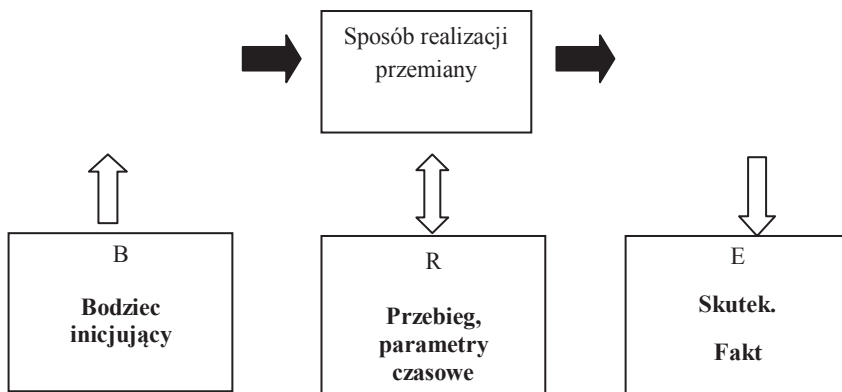 Sposób realizacji
przemiany
B
Bodziec
inicjujący
R
Przebieg,
parametry
czasowe
E
Skutek.
Fakt